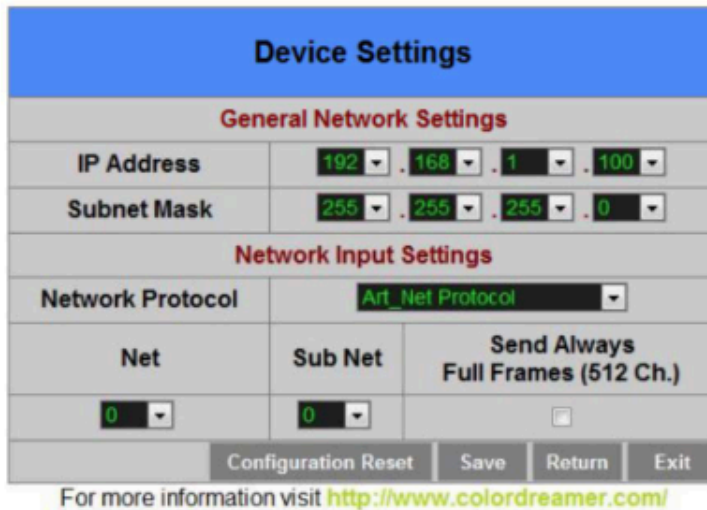 Device Settings
General Network Settings
IP Address 192 . 168 . 1 . 100
Subnet Mask 255 . 255 . 255 . 0
Network Input Settings
Network Protocol Art_Net Protocol
Net Sub Net Send Always
Full Frames (512 Ch.)
0 0
Configuration Reset Save Return Exit
For more information visit http://www.colordreamer.com/